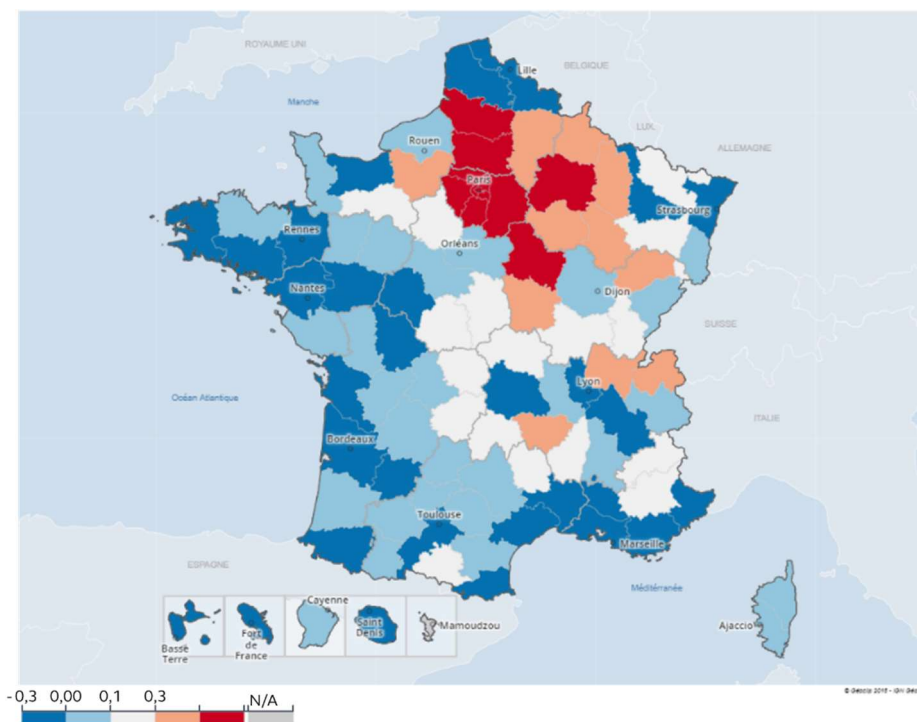 ROYAUME UNI
BELGIQUE
Lille
Manche
LUX.
ALLEMAGNE
Rouen
Paris
Strasbourg
Rennes
Orléans
Nantes
Dijon
SUISSE
Océan Atlantique
Lyon
ITALIE
Bordeaux
Toulouse
Marseille
ESPAGNE
Méditérranée
Cayenne
Basse
Terre
Fort
de
France
Saint
Denis
Mamoudzou
Ajaccio
-0,3 0,00 0,1 0,3 N/A